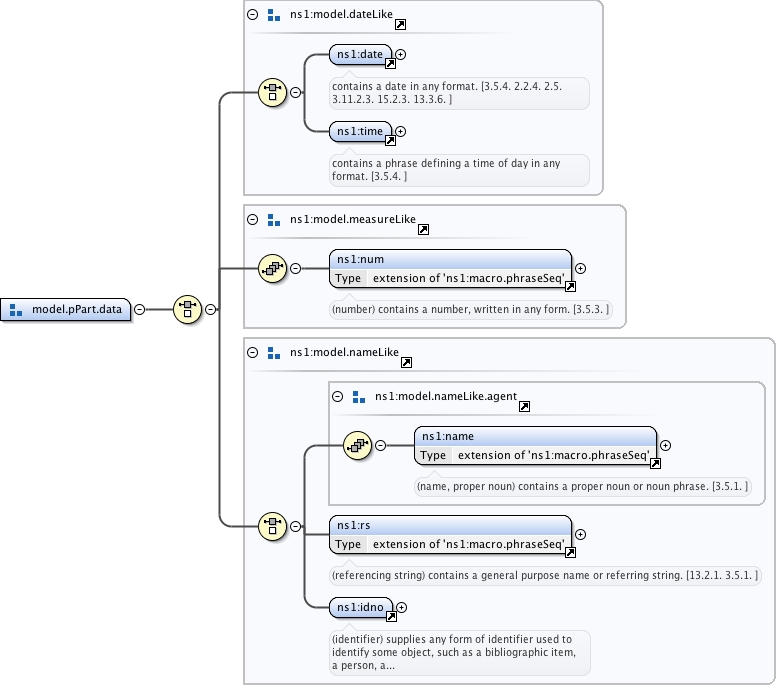 ns1:model.dateLike
ns1:date
contains a date in any format. [3.5.4. 2.2.4. 2.5.
3.11.2.3. 15.2.3. 13.3.6. ]
ns1:time
contains a phrase defining a time of day in any
format. [3.5.4. ]
ns1:model.measureLike
ns1:num
Type extension of 'ns1:macro.phraseSeq'
(number) contains a number, written in any form. [3.5.3. ]
model.pPart.data
ns1:model.nameLike
ns1:model.nameLike.agent
ns1:name
Type extension of 'ns1:macro.phraseSeq'
(name, proper noun) contains a proper noun or noun phrase. [3.5.1. ]
ns1:rs
Type extension of 'ns1:macro.phraseSeq'
(referencing string) contains a general purpose name or referring string. [13.2.1. 3.5.1. ]
ns1:idno
(identifier) supplies any form of identifier used to
identify some object, such as a bibliographic item,
a person, a...